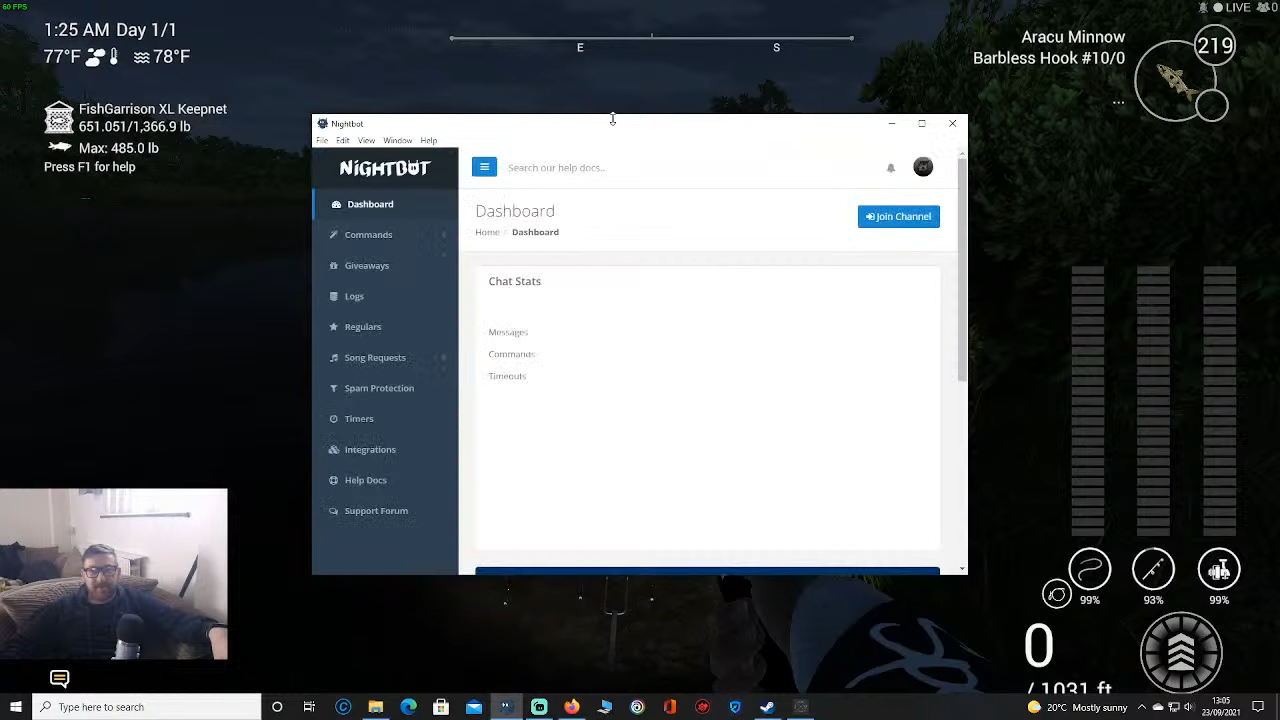 60 FPS
LIVE 0
1:25 AM Day 1/1
77°F 78°F
E S
Aracu Minnow
Barbless Hook #10/0
219
...
FishGarrison XL Keepnet
651.051/1,366.9 lb
Max: 485.0 lb
Press F1 for help
Nightbot
File Edit View Window Help
NIGHTBOT
Search our help docs..
Dashboard
Commands
Giveaways
Logs
Regulars
Song Requests
Spam Protection
Timers
Integrations
Help Docs
Support Forum
Dashboard
Join Channel
Home / Dashboard
Chat Stats
Messages
Commands
Timeouts
99% 93% 99%
0
/ 1031 ft
Type here to search
20°C Mostly sunny
13:05
23/09/2021